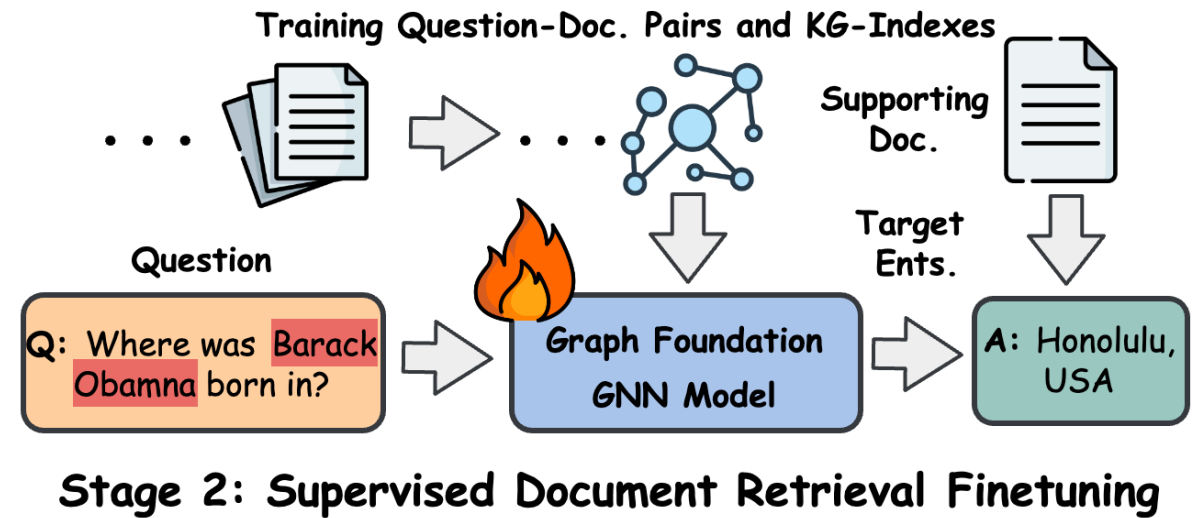 Training Question-Doc. Pairs and KG-Indexes
Supporting
Doc.
Question
Target
Ents.
Q: Where was Barack
Obamna born in?
Graph Foundation
GNN Model
A: Honolulu,
USA
Stage 2: Supervised Document Retrieval Finetuning